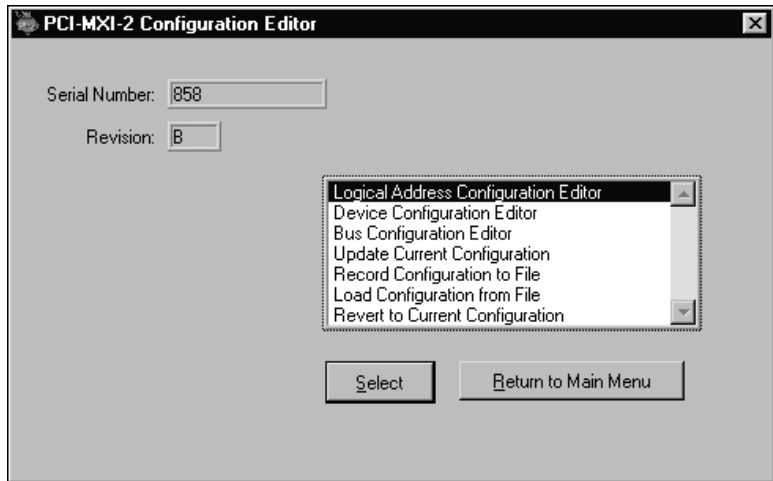 PCI-MXI-2 Configuration Editor
Serial Number: 858
Revision: B
Logical Address Configuration Editor
Device Configuration Editor
Bus Configuration Editor
Update Current Configuration
Record Configuration to File
Load Configuration from File
Revert to Current Configuration
Select Return to Main Menu